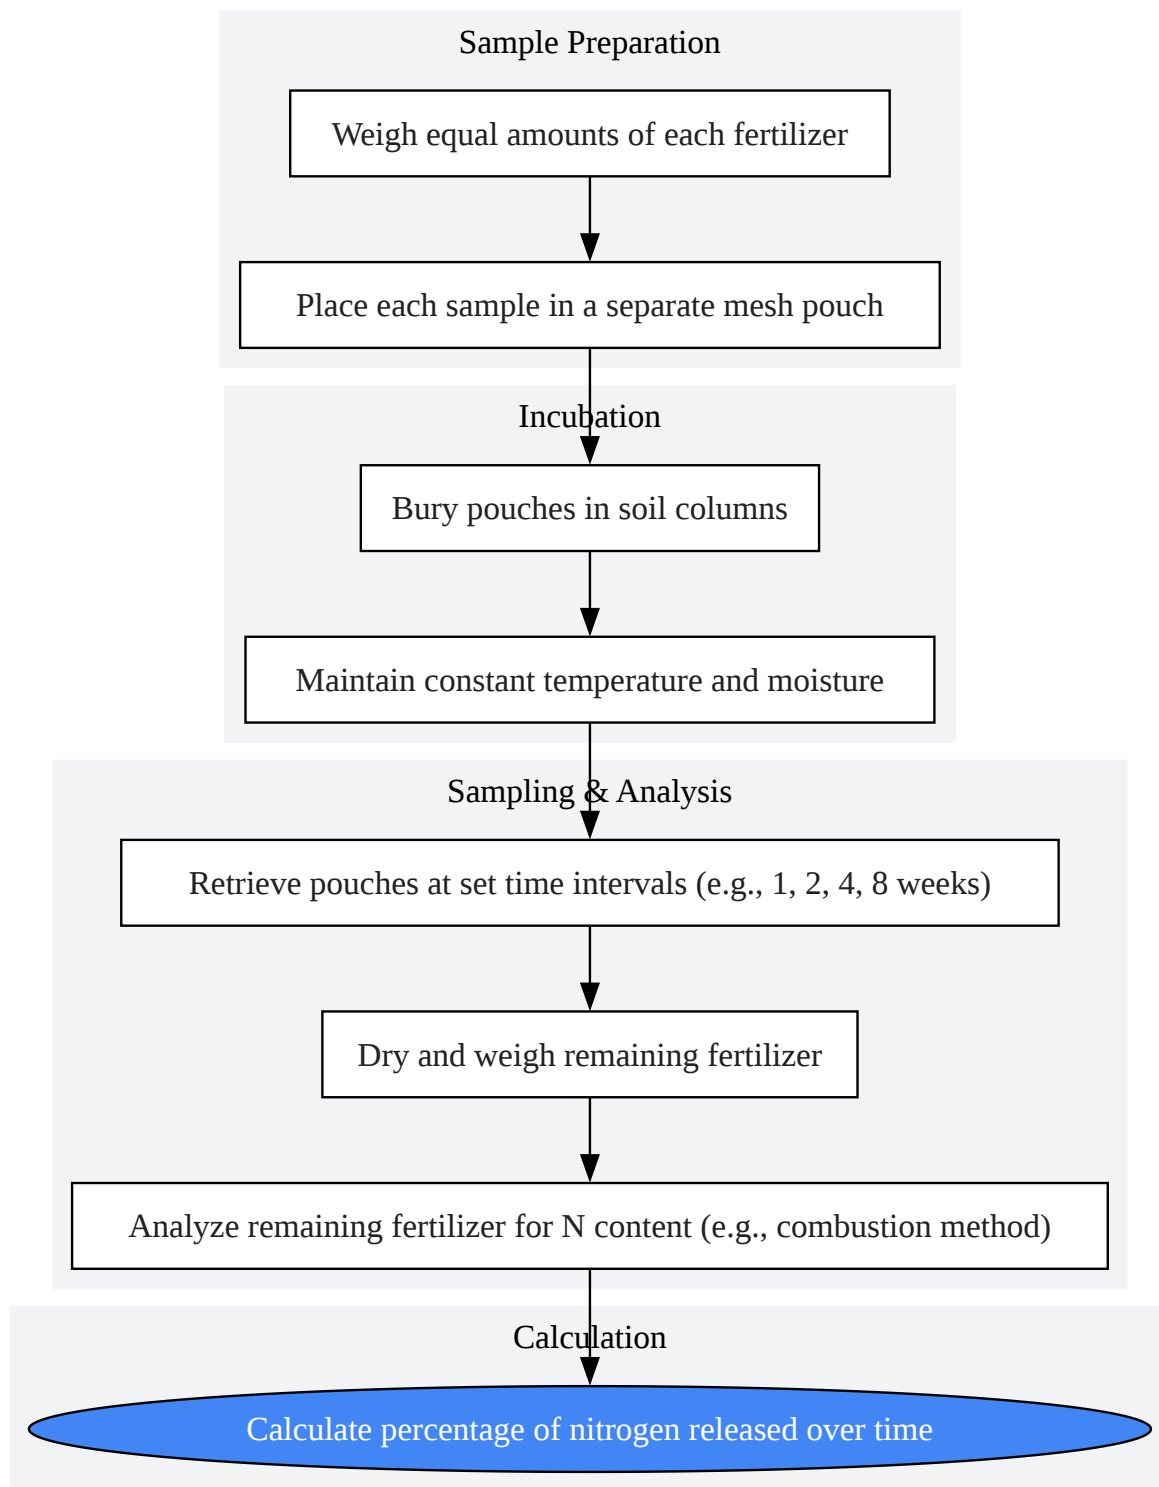 Sample Preparation
Weigh equal amounts of each fertilizer
Place each sample in a separate mesh pouch
Incubation
Bury pouches in soil columns
Maintain constant temperature and moisture
Sampling & Analysis
Retrieve pouches at set time intervals (e.g., 1, 2, 4, 8 weeks)
Dry and weigh remaining fertilizer
Analyze remaining fertilizer for N content (e.g., combustion method)
Calculation
Calculate percentage of nitrogen released over time